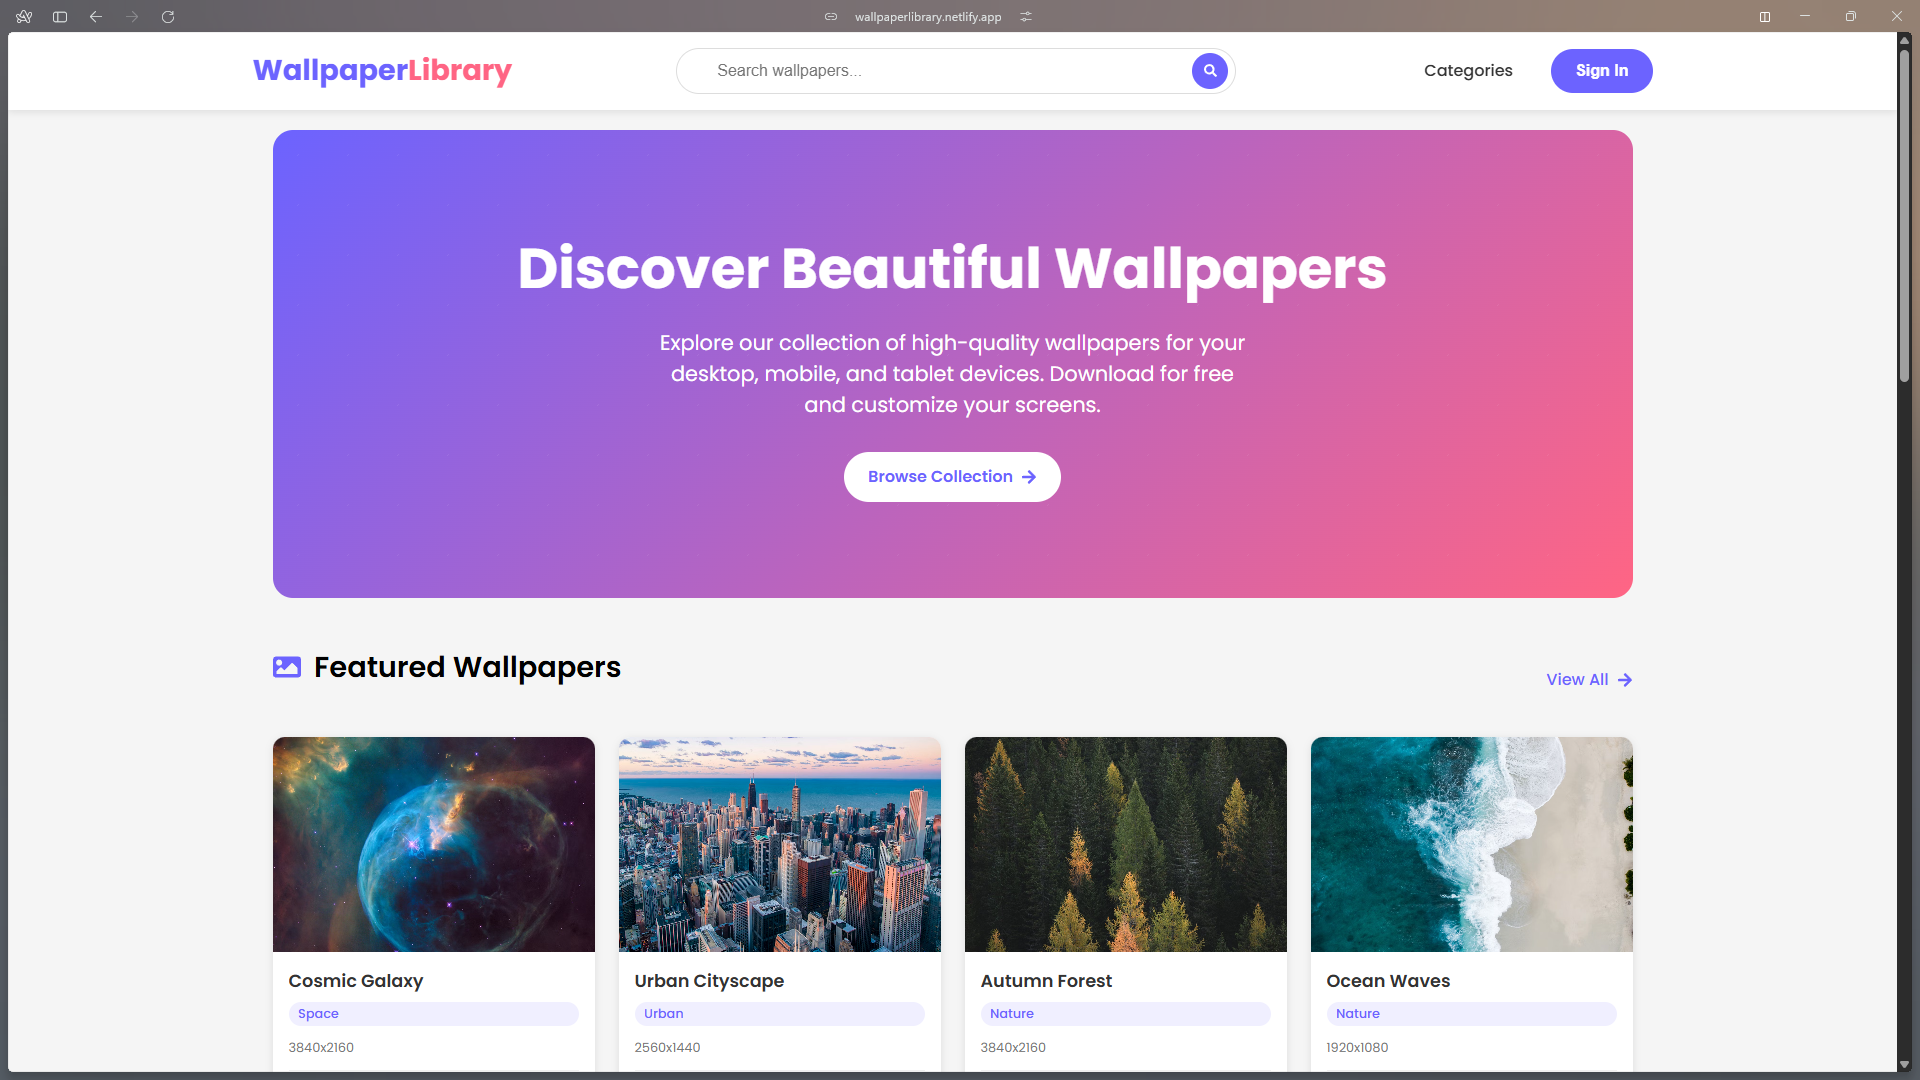 wallpaperlibrary.netlify.app
WallpaperLibrary
Search wallpapers...
Categories
Sign In
Discover Beautiful Wallpapers
Explore our collection of high-quality wallpapers for your
desktop, mobile, and tablet devices. Download for free
and customize your screens.
Browse Collection
Featured Wallpapers
View All
Cosmic Galaxy
Space
3840x2160
Urban Cityscape
Urban
2560x1440
Autumn Forest
Nature
3840x2160
Ocean Waves
Nature
1920x1080